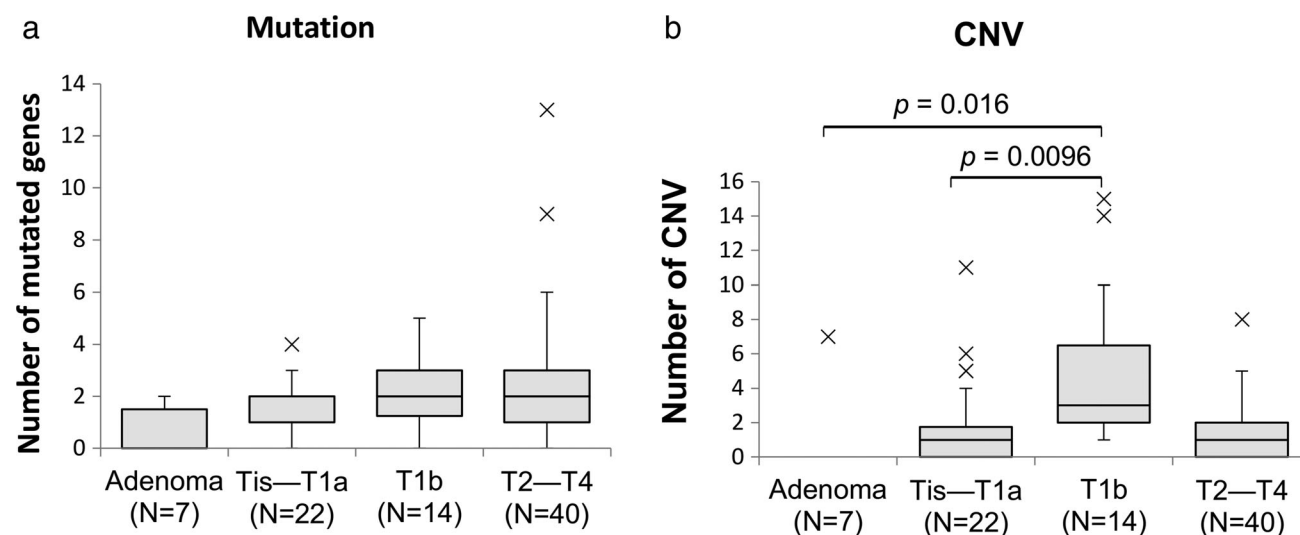 a
Mutation
Number of mutated genes
14
12
10
8
6
4
2
0
Adenoma Tis—T1a T1b T2—T4
(N=7) (N=22) (N=14) (N=40)
b
CNV
p = 0.016
p = 0.0096
Number of CNV
16
14
12
10
8
6
4
2
0
Adenoma Tis—T1a T1b T2—T4
(N=7) (N=22) (N=14) (N=40)